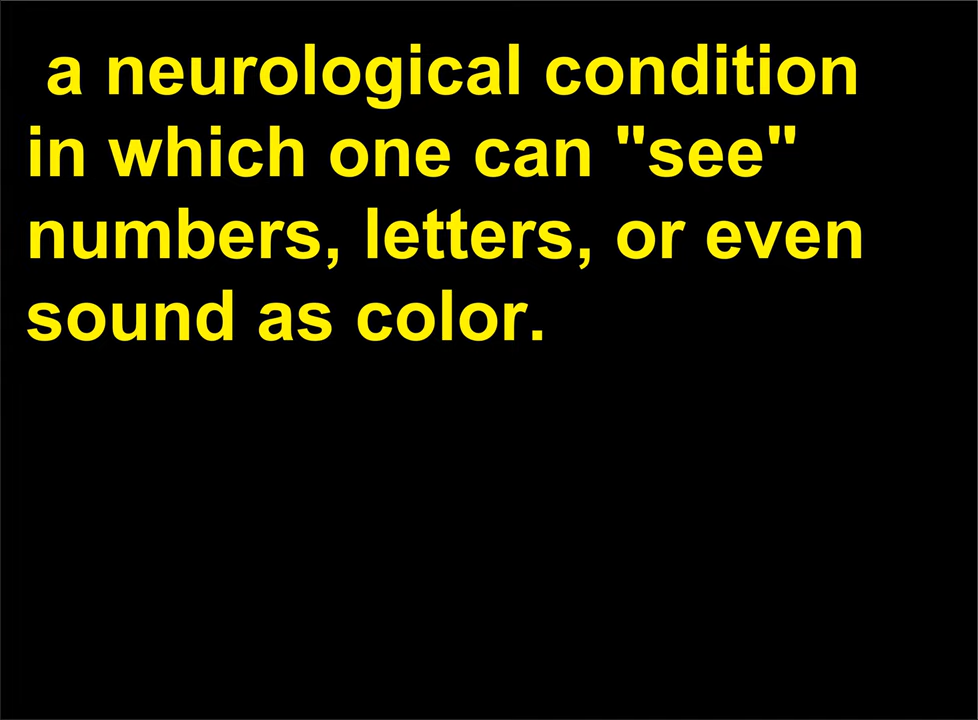 a neurological condition
in which one can "see"
numbers, letters, or even
sound as color.